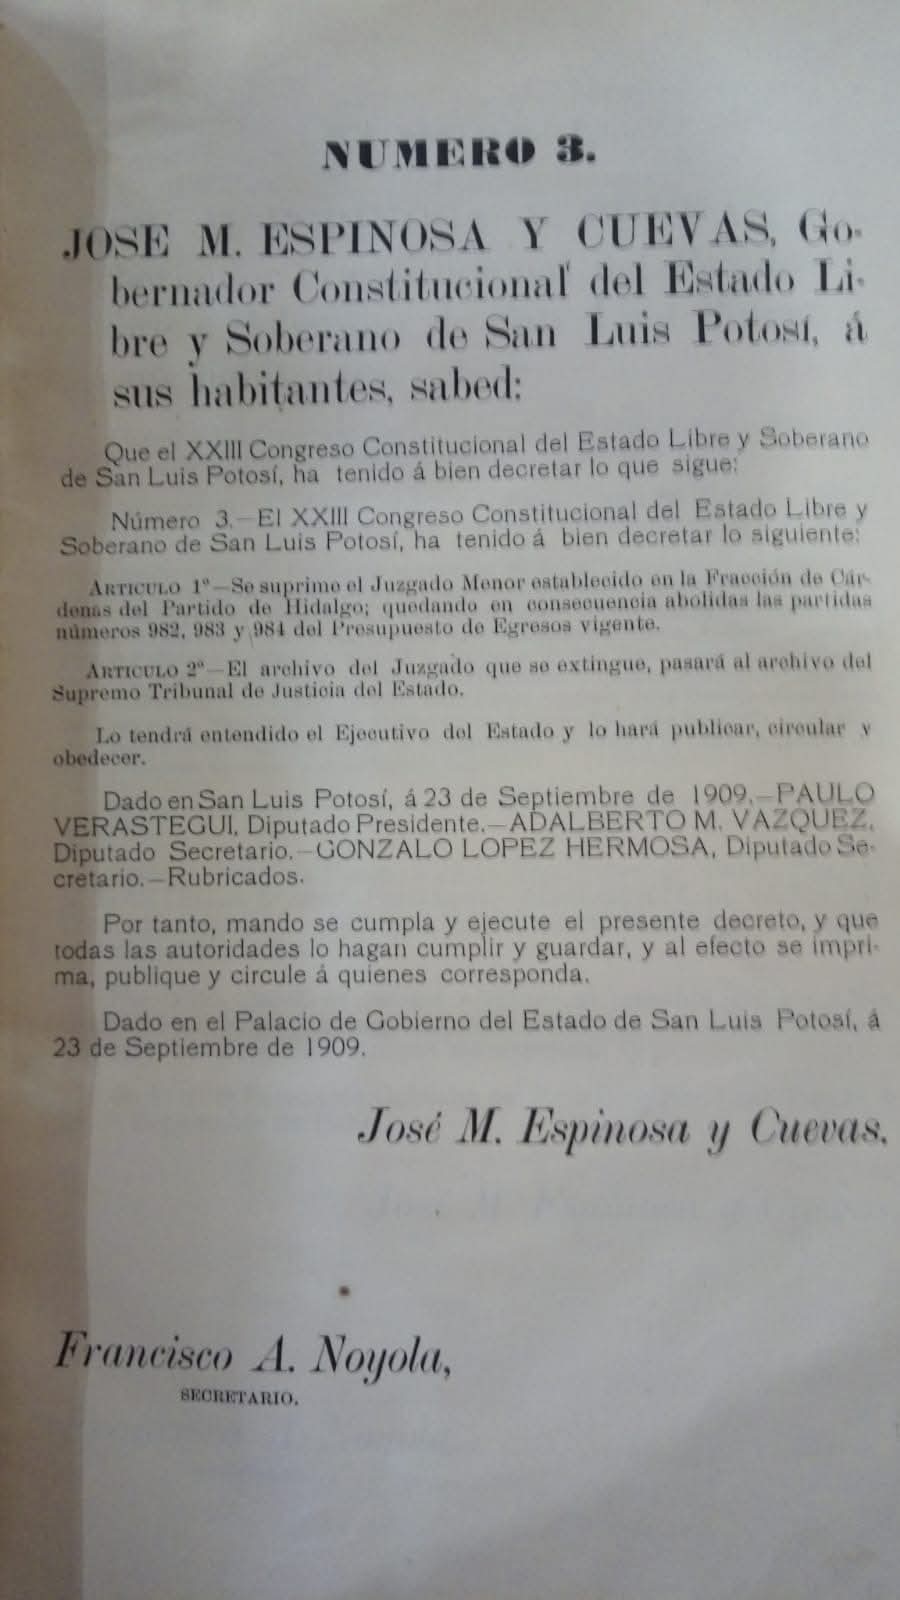 NUMERO 3.
JOSE M. ESPINOSA Y CUEVAS, Go-
bernador Constitucional del Estado Li-
bre y Soberano de San Luis Potosí, á
sus habitantes, sabed:
Que el XXIII Congreso Constitucional del Estado Libre y Soberano
de San Luis Potosí, ha tenido á bien decretar lo que sigue:
Número 3.—El XXIII Congreso Constitucional del Estado Libre y
Soberano de San Luis Potosí, ha tenido á bien decretar lo siguiente:
ARTICULO 1º—Se suprime el Juzgado Menor establecido en la Fracción de Cár-
denas del Partido de Hidalgo; quedando en consecuencia abolidas las partidas
números 982, 983 y 984 del Presupuesto de Egresos vigente.
ARTICULO 2º—El archivo del Juzgado que se extingue, pasará al archivo del
Supremo Tribunal de Justicia del Estado.
Lo tendrá entendido el Ejecutivo del Estado y lo hará publicar, circular y
obedecer.
Dado en San Luis Potosí, á 23 de Septiembre de 1909.—PAULO
VERASTEGUI, Diputado Presidente.—ADALBERTO M. VAZQUEZ,
Diputado Secretario.—GONZALO LOPEZ HERMOSA, Diputado Se-
cretario.—Rubricados.
Por tanto, mando se cumpla y ejecute el presente decreto, y que
todas las autoridades lo hagan cumplir y guardar, y al efecto se impri-
ma, publique y circule á quienes corresponda.
Dado en el Palacio de Gobierno del Estado de San Luis Potosí, á
23 de Septiembre de 1909.
José M. Espinosa y Cuevas.
Francisco A. Noyola,
SECRETARIO.